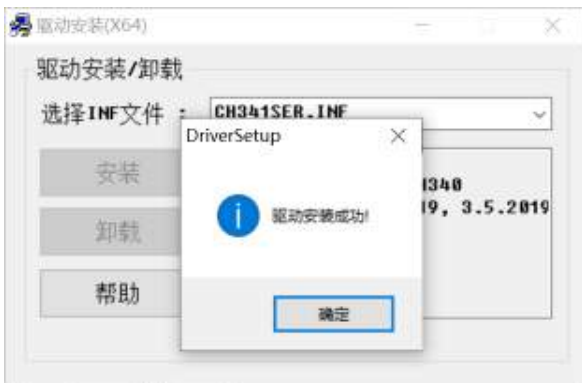 驱动安装(X64)
驱动安装/卸载
选择INF文件 :
CH341SER.INF
DriverSetup
安装
卸载
帮助
驱动安装成功!
确定
H340
19, 3.5.2019